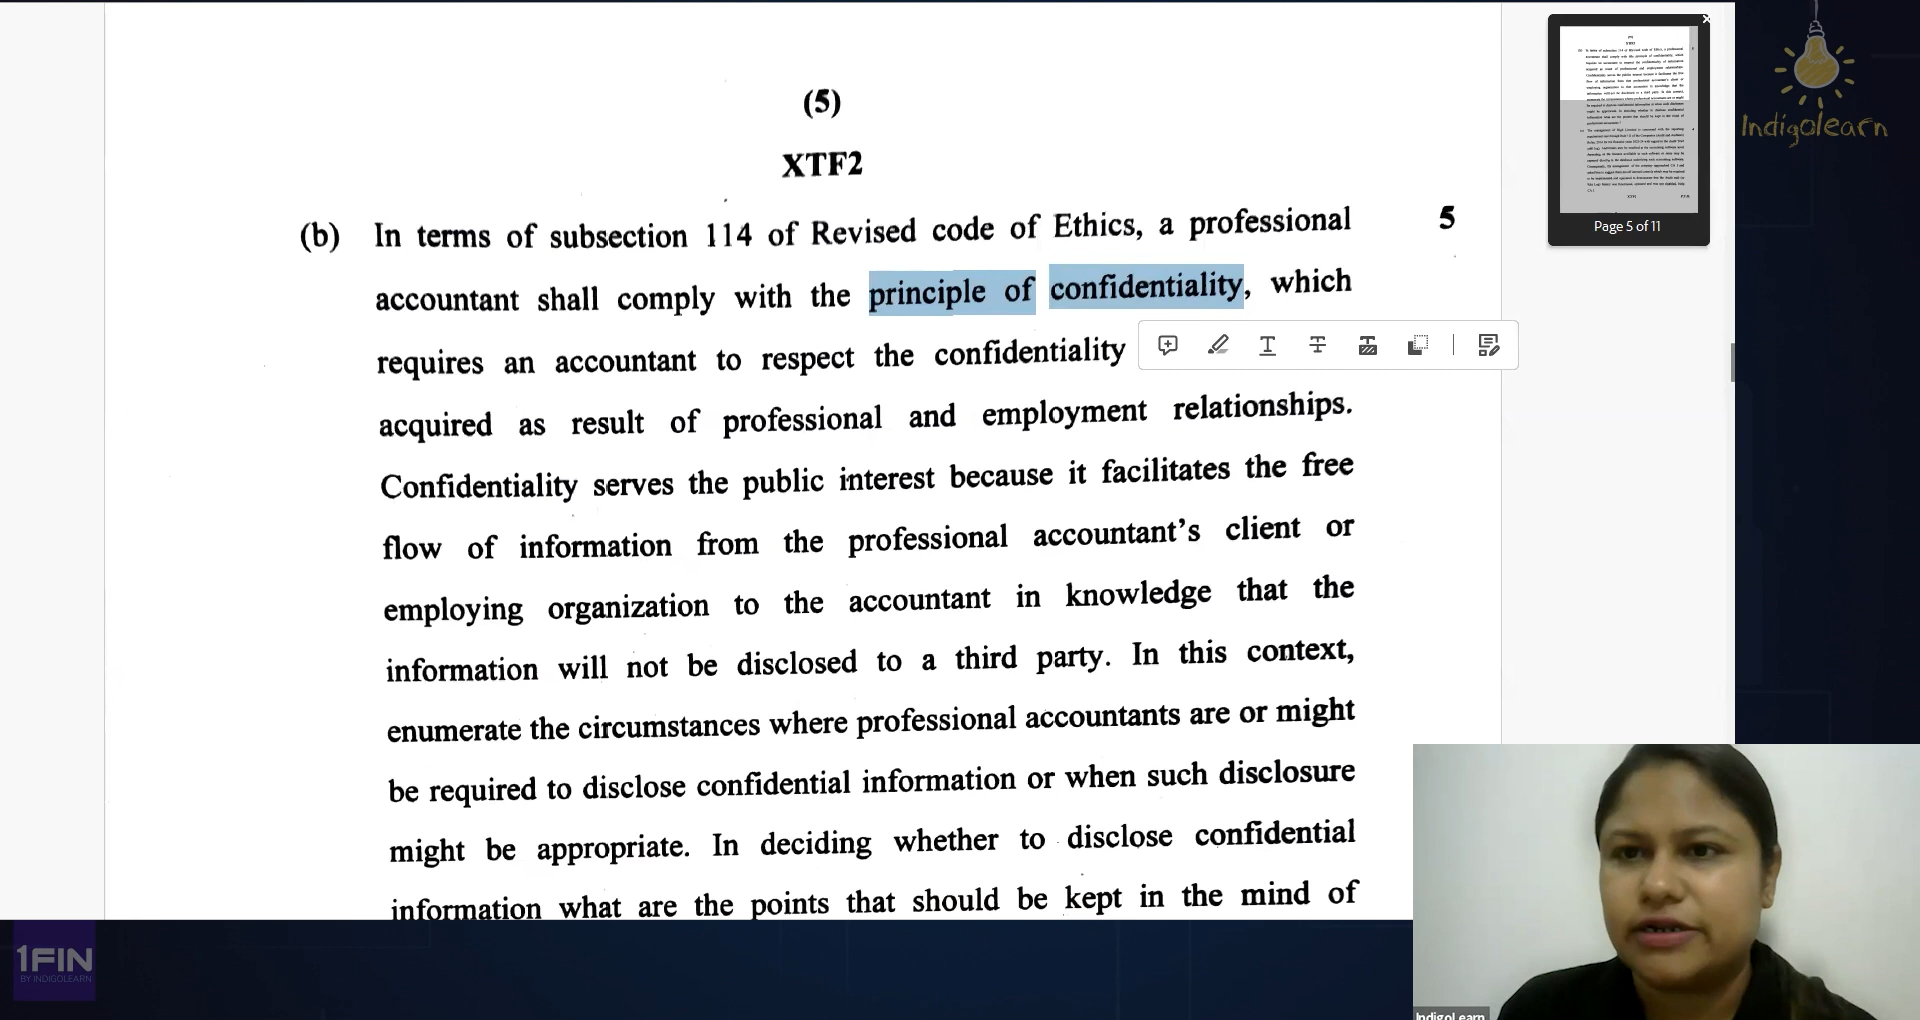 (5)
XTF2
(b) In terms of subsection 114 of Revised code of Ethics, a professional 5
accountant shall comply with the principle of confidentiality, which
requires an accountant to respect the confidentiality
acquired as result of professional and employment relationships.
Confidentiality serves the public interest because it facilitates the free
flow of information from the professional accountant's client or
employing organization to the accountant in knowledge that the
information will not be disclosed to a third party. In this context,
enumerate the circumstances where professional accountants are or might
be required to disclose confidential information or when such disclosure
might be appropriate. In deciding whether to disclose confidential
information what are the points that should be kept in the mind of
Page 5 of 11
Indigolearn
1FIN
BY INDIGOLEARN
IndigoLearn